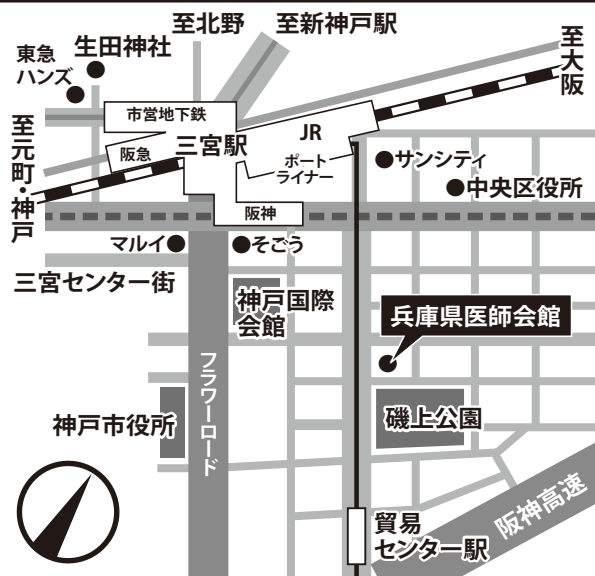 至北野
至新神戸駅
生田神社
東急
ハンズ
至大阪
市営地下鉄
三宮駅
JR
阪急
ポート
ライナー
サンシティ
至元町・神戸
中央区役所
阪神
マルイ
そごう
三宮センター街
神戸国際
会館
兵庫県医師会館
フラワーロード
神戸市役所
磯上公園
阪神高速
貿易
センター駅